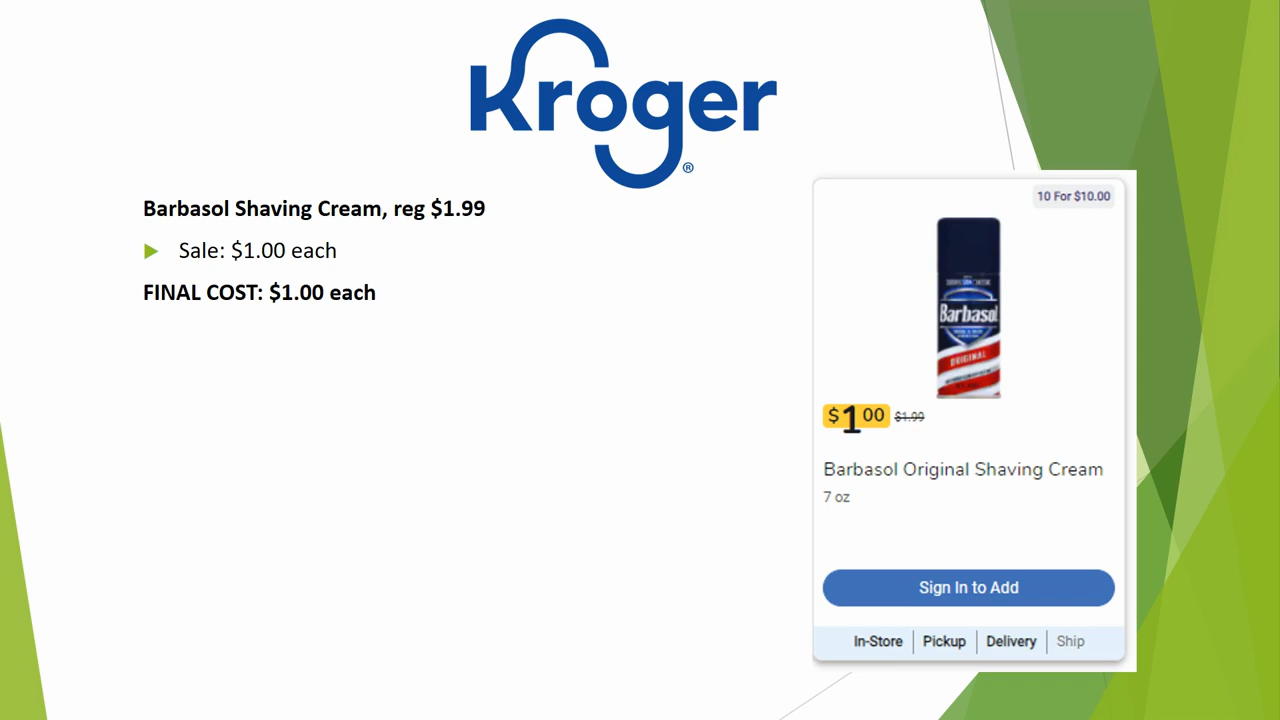 Kroger®
Barbasol Shaving Cream, reg $1.99
Sale: $1.00 each
FINAL COST: $1.00 each
10 For $10.00
Barbasol
ORIGINAL
$1 00 $1.99
Barbasol Original Shaving Cream
7 oz
Sign In to Add
In-Store Pickup Delivery Ship